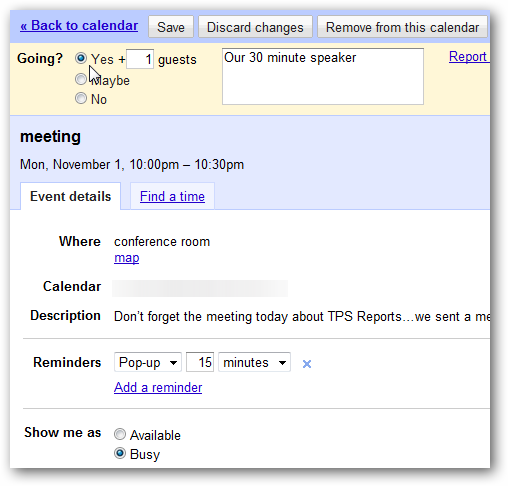 « Back to calendar Save Discard changes Remove from this calendar
Going? Yes + 1 guests Our 30 minute speaker Report
Maybe
No
meeting
Mon, November 1, 10:00pm – 10:30pm
Event details Find a time
Where conference room
map
Calendar
Description Don't forget the meeting today about TPS Reports…we sent a me
Reminders Pop-up 15 minutes
Add a reminder
Show me as Available
Busy